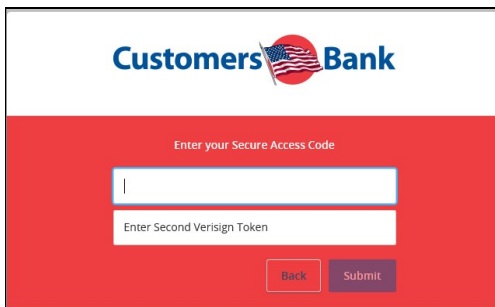 Customers Bank
Enter your Secure Access Code
Enter Second Verisign Token
Back
Submit